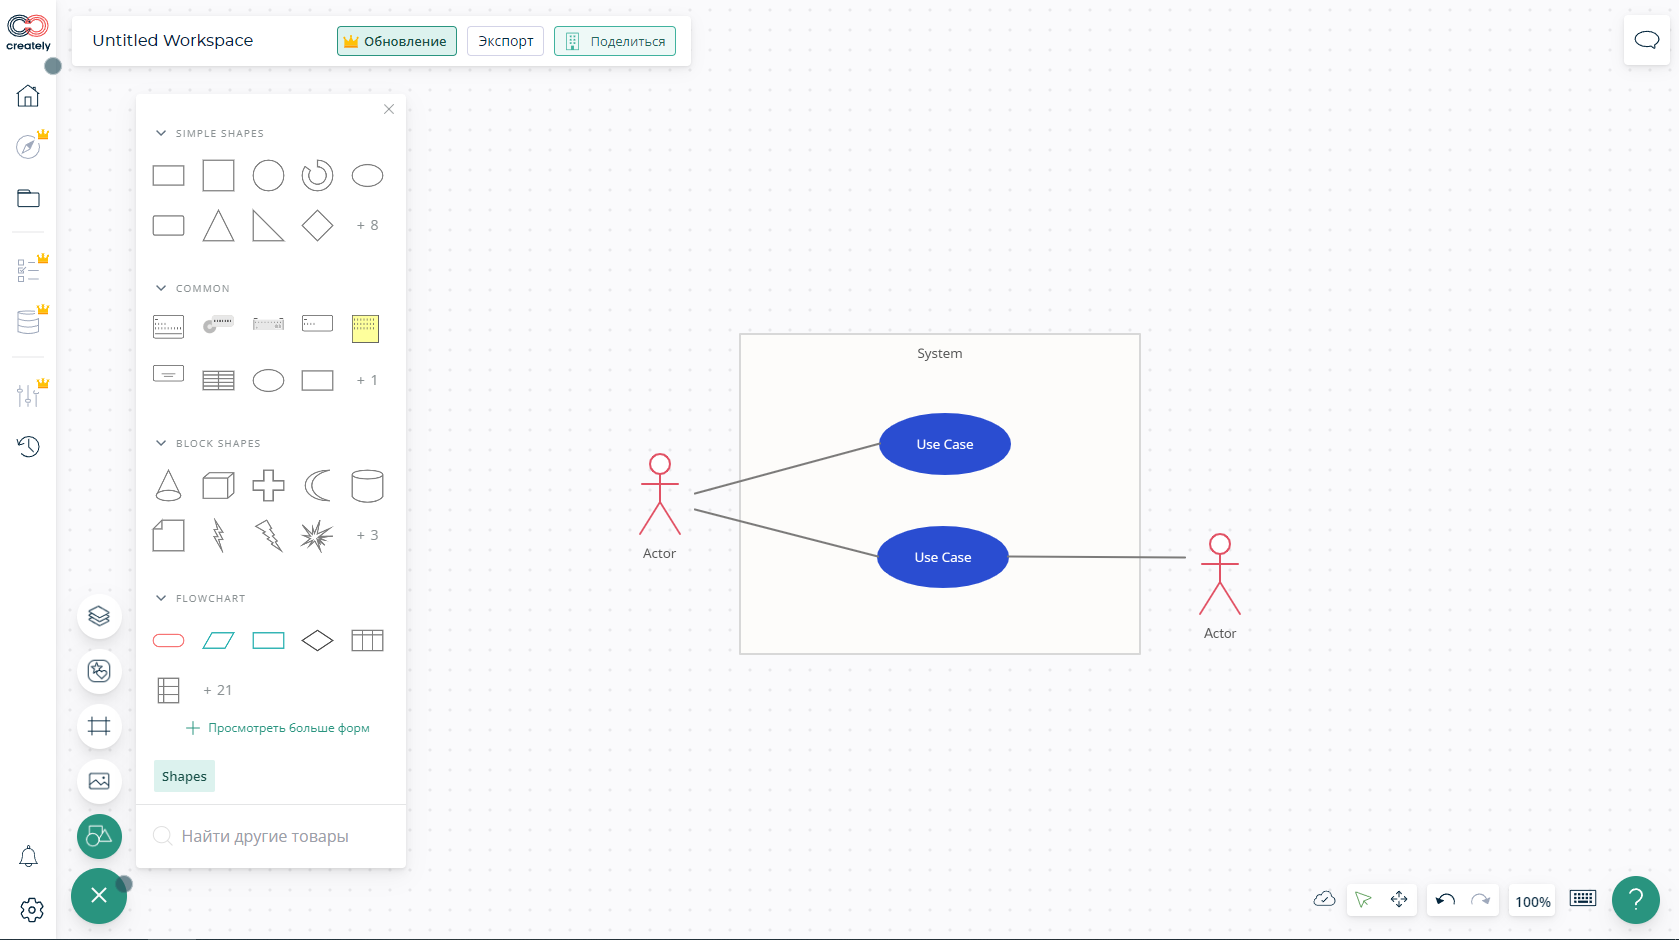 creately
Untitled Workspace
Обновление
Экспорт
Поделиться
SIMPLE SHAPES
+ 8
COMMON
+ 1
BLOCK SHAPES
+ 3
FLOWCHART
+ 21
Просмотреть больше форм
Shapes
Найти другие товары
System
Use Case
Use Case
Actor
Actor
100%
?